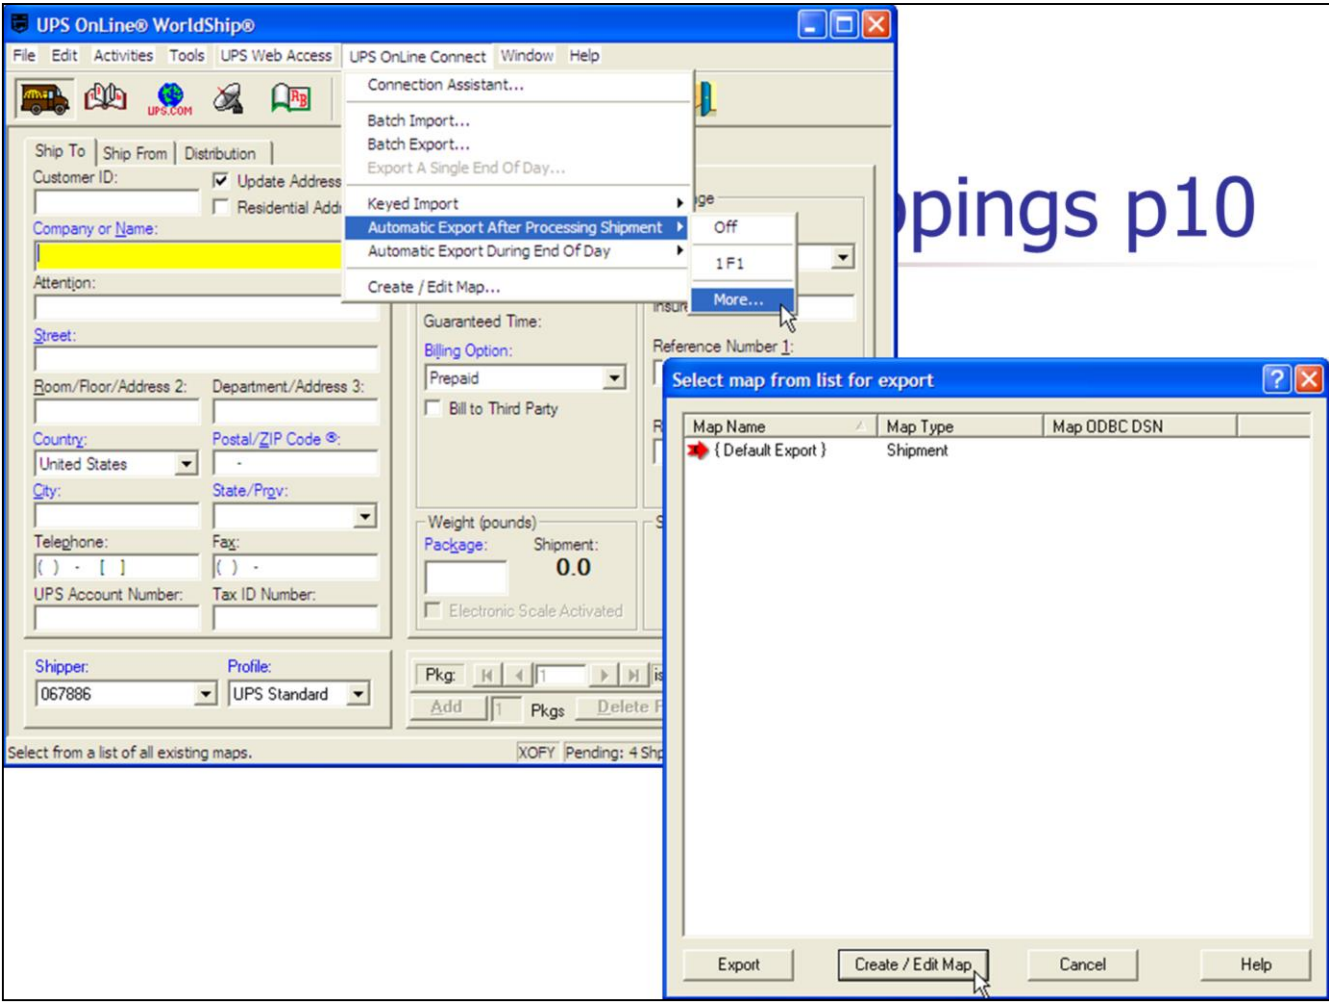 UPS OnLine® WorldShip®
File Edit Activities Tools UPS Web Access UPS OnLine Connect Window Help
UPS.COM
Connection Assistant...
Batch Import...
Batch Export...
Export A Single End Of Day...
Keyed Import
Automatic Export After Processing Shipment
Automatic Export During End Of Day
Create / Edit Map...
Off
1F1
More...
ppings p10
Ship To Ship From Distribution
Customer ID:
Update Address
Residential Addr
Company or Name:
Attention:
Street:
Room/Floor/Address 2: Department/Address 3:
Country: Postal/ZIP Code ®:
United States -
City: State/Prov:
Telephone: Fax:
( ) - [ ] ( ) -
UPS Account Number: Tax ID Number:
Shipper: Profile:
067886 UPS Standard
Guaranteed Time:
Billing Option:
Prepaid
Bill to Third Party
Reference Number 1:
Weight (pounds)
Package: Shipment:
0.0
Electronic Scale Activated
Pkg: 1
Add 1 Pkgs Delete P
Select from a list of all existing maps. XOFY Pending: 4 Shp
Select map from list for export
Map Name Map Type Map ODBC DSN
{ Default Export } Shipment
Export Create / Edit Map Cancel Help